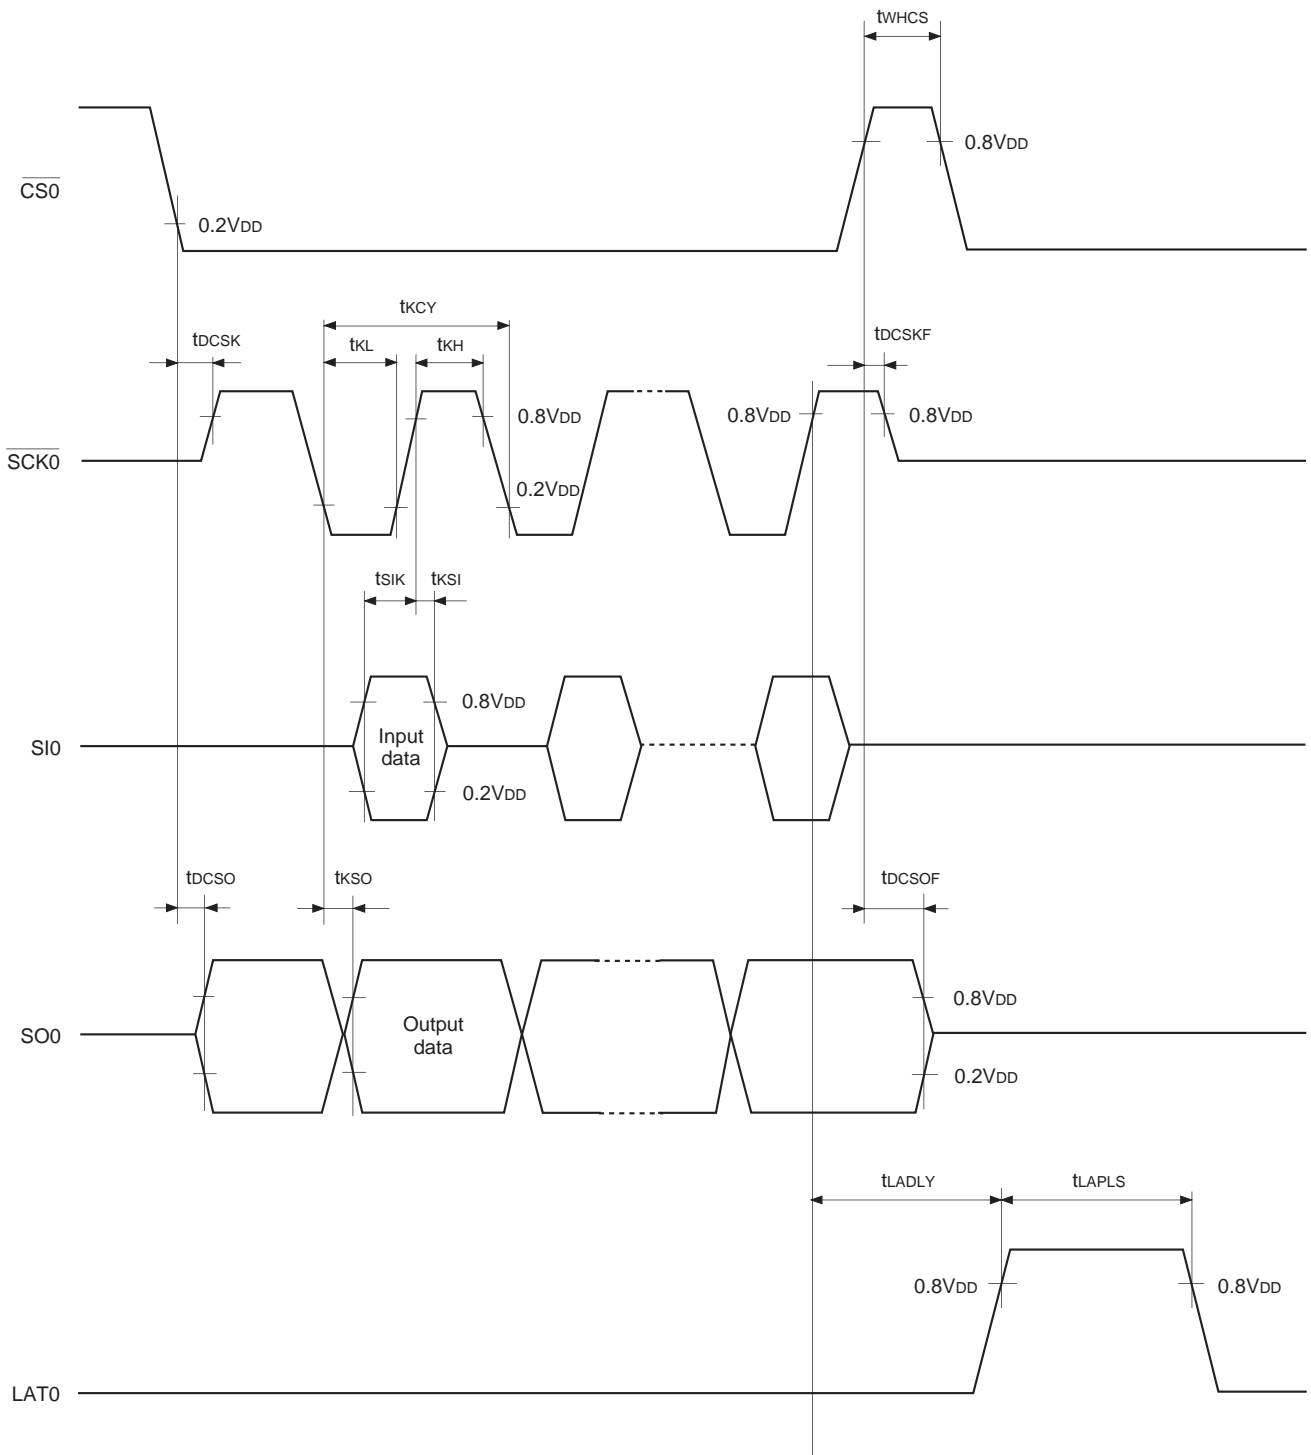 tWHCS
0.8VDD
CS0
0.2VDD
tKCY
tDCSK
tKL
tKH
tDCSKF
0.8VDD
0.8VDD
0.8VDD
SCK0
0.2VDD
tSIK
tKSI
0.8VDD
SI0
Input
data
0.2VDD
tDCSO
tKSO
tDCSOF
0.8VDD
SO0
Output
data
0.2VDD
tLADLY
tLAPLS
0.8VDD
0.8VDD
LAT0